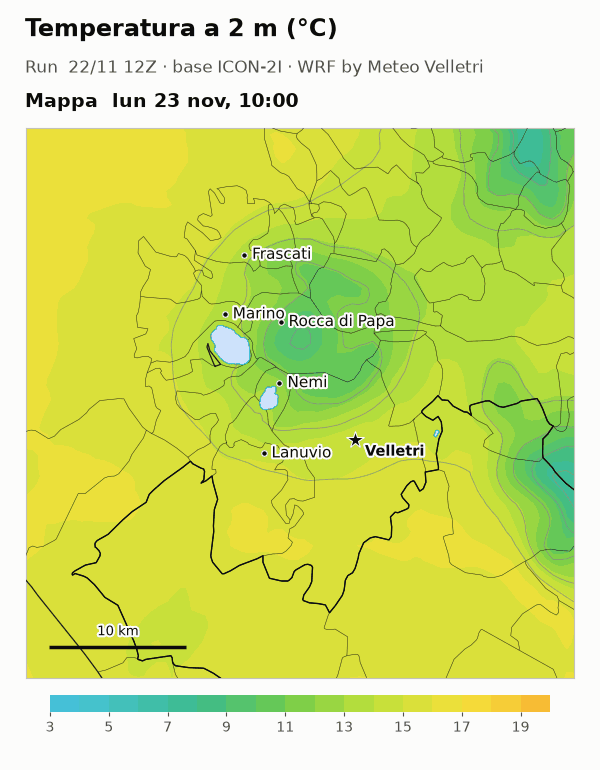 Temperatura a 2 m (°C)
Run  22/11 12Z · base ICON-2I · WRF by Meteo Velletri
Mappa  lun 23 nov, 10:00
Frascati
Marino
Rocca di Papa
Nemi
Velletri
Lanuvio
10 km
3 5 7 9 11 13 15 17 19